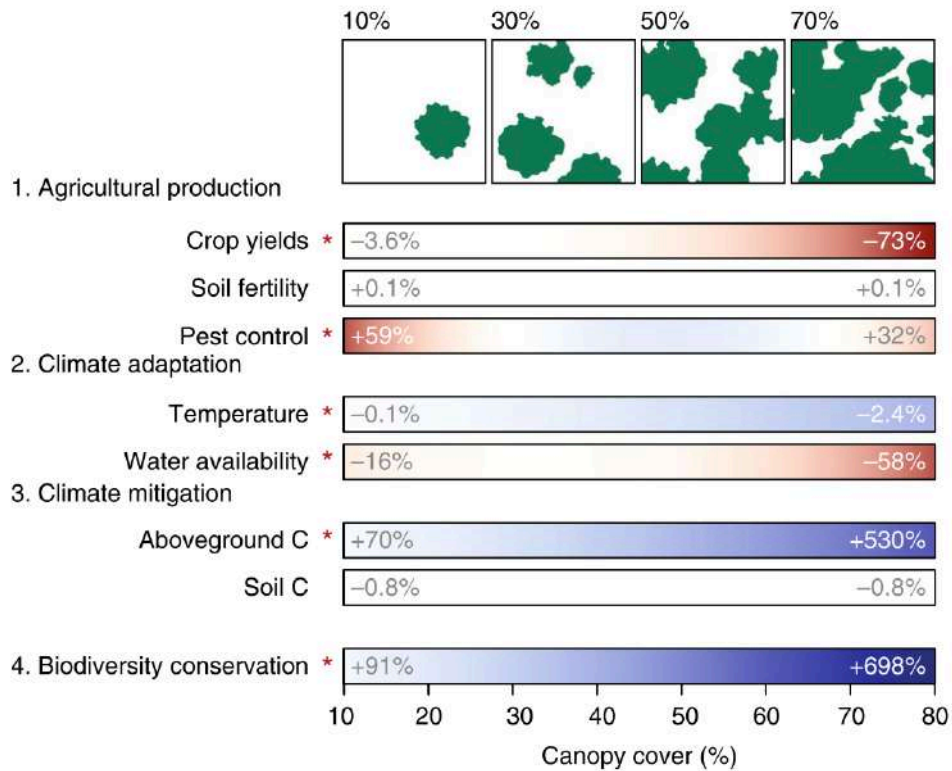 10% 30% 50% 70%
1. Agricultural production
Crop yields * −3.6% −73%
Soil fertility +0.1% +0.1%
Pest control * +59% +32%
2. Climate adaptation
Temperature * −0.1% −2.4%
Water availability * −16% −58%
3. Climate mitigation
Aboveground C * +70% +530%
Soil C −0.8% −0.8%
4. Biodiversity conservation * +91% +698%
10 20 30 40 50 60 70 80
Canopy cover (%)